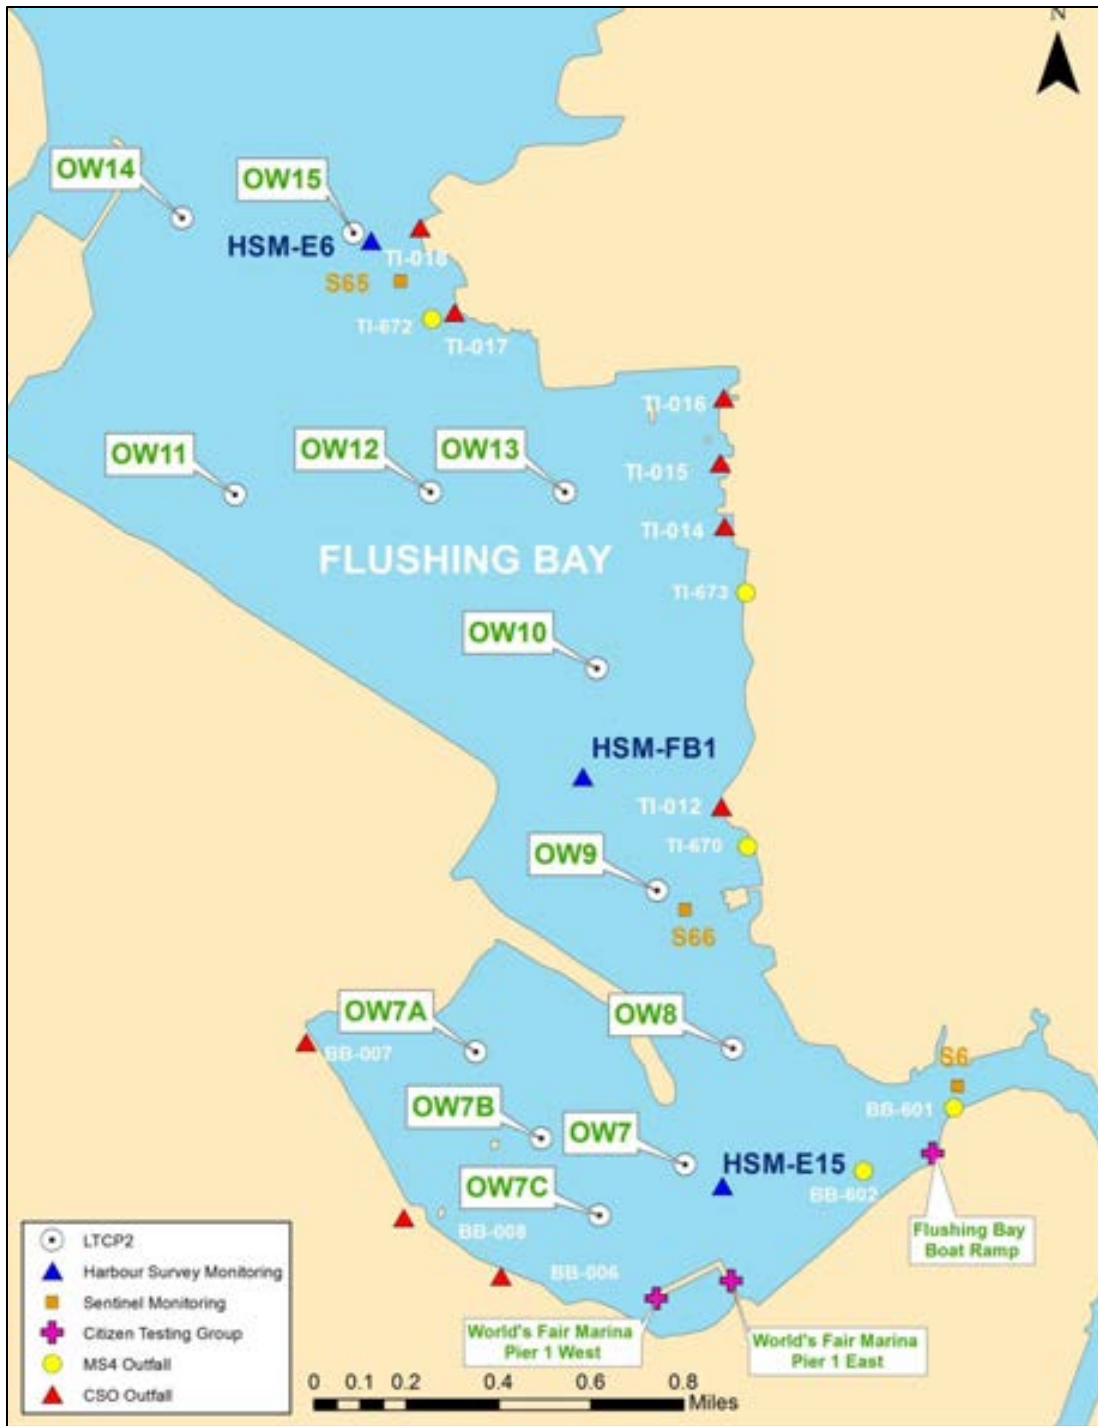 N
OW14
OW15
HSM-E6
TI-018
S65
TI-672
TI-017
TI-016
OW11
OW12
OW13
TI-015
TI-014
FLUSHING BAY
TI-673
OW10
HSM-FB1
TI-012
TI-670
OW9
S66
OW7A
OW8
BB-007
S6
OW7B
BB-601
OW7
HSM-E15
BB-602
OW7C
BB-008
Flushing Bay
Boat Ramp
BB-006
World's Fair Marina
Pier 1 West
World's Fair Marina
Pier 1 East
LTCP2
Harbour Survey Monitoring
Sentinel Monitoring
Citizen Testing Group
MS4 Outfall
CSO Outfall
0 0.1 0.2 0.4 0.6 0.8
Miles